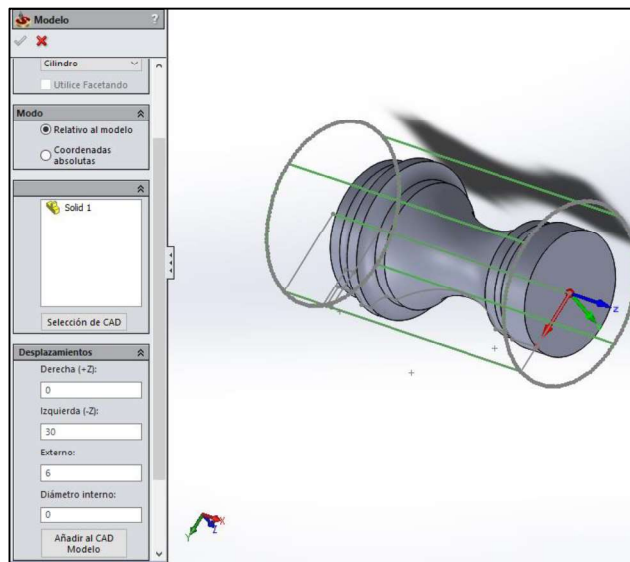 Modelo ?
Cilindro
Utilice Facetando
Modo
Relativo al modelo
Coordenadas
absolutas
Solid 1
Selección de CAD
Desplazamientos
Derecha (+Z):
0
Izquierda (-Z):
30
Externo:
6
Diámetro interno:
0
Añadir al CAD
Modelo
Z
X
Z
Y